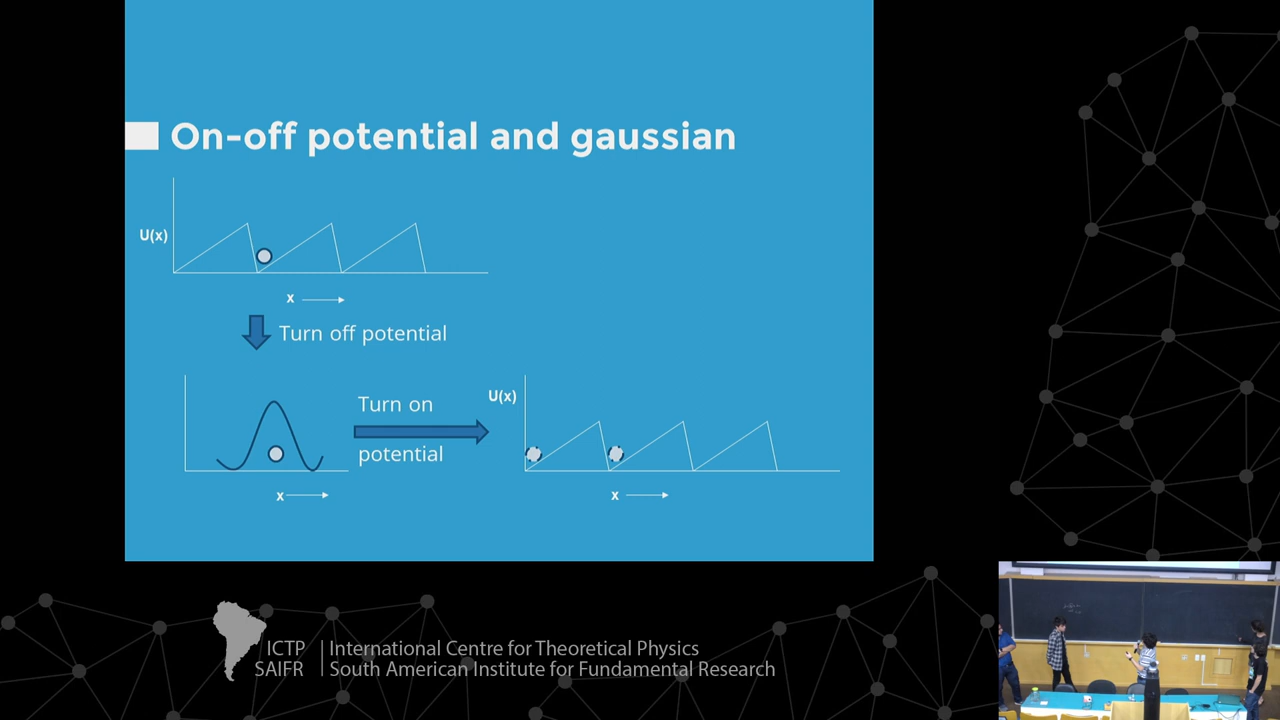 On-off potential and gaussian
U(x)
x
Turn off potential
Turn on
potential
U(x)
x
x
ICTP
SAIFR
International Centre for Theoretical Physics
South American Institute for Fundamental Research